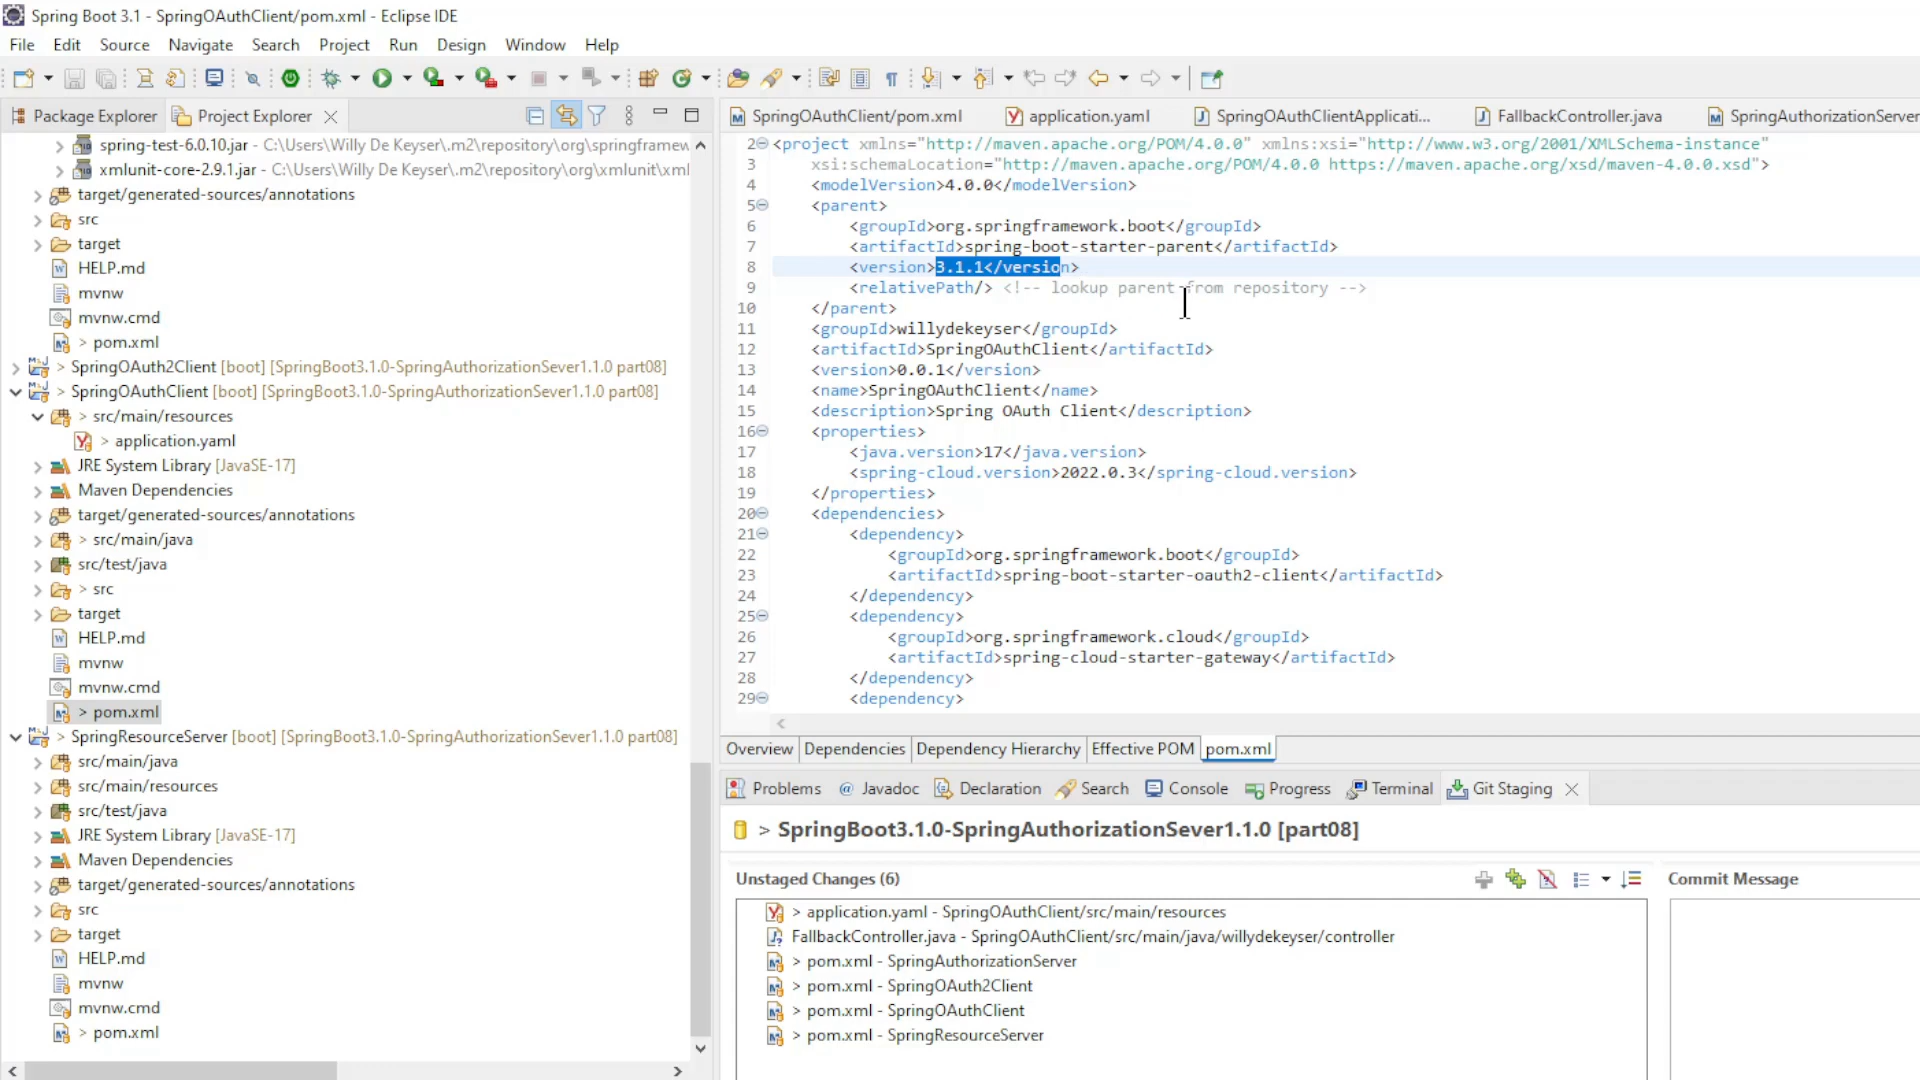 Spring Boot 3.1 - SpringOAuthClient/pom.xml - Eclipse IDE
File Edit Source Navigate Search Project Run Design Window Help
Package Explorer Project Explorer
spring-test-6.0.10.jar - C:\Users\Willy De Keyser\.m2\repository\org\springframew
xmlunit-core-2.9.1.jar - C:\Users\Willy De Keyser\.m2\repository\org\xmlunit\xml
target/generated-sources/annotations
src
target
HELP.md
mvnw
mvnw.cmd
> pom.xml
> SpringOAuth2Client [boot] [SpringBoot3.1.0-SpringAuthorizationSever1.1.0 part08]
> SpringOAuthClient [boot] [SpringBoot3.1.0-SpringAuthorizationSever1.1.0 part08]
> src/main/resources
> application.yaml
JRE System Library [JavaSE-17]
Maven Dependencies
target/generated-sources/annotations
> src/main/java
src/test/java
> src
target
HELP.md
mvnw
mvnw.cmd
> pom.xml
> SpringResourceServer [boot] [SpringBoot3.1.0-SpringAuthorizationSever1.1.0 part08]
src/main/java
src/main/resources
src/test/java
JRE System Library [JavaSE-17]
Maven Dependencies
target/generated-sources/annotations
src
target
HELP.md
mvnw
mvnw.cmd
> pom.xml
SpringOAuthClient/pom.xml application.yaml SpringOAuthClientApplicati... FallbackController.java SpringAuthorizationServer
2 <project xmlns="http://maven.apache.org/POM/4.0.0" xmlns:xsi="http://www.w3.org/2001/XMLSchema-instance"
3 xsi:schemaLocation="http://maven.apache.org/POM/4.0.0 https://maven.apache.org/xsd/maven-4.0.0.xsd">
4 <modelVersion>4.0.0</modelVersion>
5 <parent>
6 <groupId>org.springframework.boot</groupId>
7 <artifactId>spring-boot-starter-parent</artifactId>
8 <version>3.1.1</version>
9 <relativePath/> <!-- lookup parent from repository -->
10 </parent>
11 <groupId>willydekeyser</groupId>
12 <artifactId>SpringOAuthClient</artifactId>
13 <version>0.0.1</version>
14 <name>SpringOAuthClient</name>
15 <description>Spring OAuth Client</description>
16 <properties>
17 <java.version>17</java.version>
18 <spring-cloud.version>2022.0.3</spring-cloud.version>
19 </properties>
20 <dependencies>
21 <dependency>
22 <groupId>org.springframework.boot</groupId>
23 <artifactId>spring-boot-starter-oauth2-client</artifactId>
24 </dependency>
25 <dependency>
26 <groupId>org.springframework.cloud</groupId>
27 <artifactId>spring-cloud-starter-gateway</artifactId>
28 </dependency>
29 <dependency>
Overview Dependencies Dependency Hierarchy Effective POM pom.xml
Problems @ Javadoc Declaration Search Console Progress Terminal Git Staging
> SpringBoot3.1.0-SpringAuthorizationSever1.1.0 [part08]
Unstaged Changes (6)
> application.yaml - SpringOAuthClient/src/main/resources
FallbackController.java - SpringOAuthClient/src/main/java/willydekeyser/controller
> pom.xml - SpringAuthorizationServer
> pom.xml - SpringOAuth2Client
> pom.xml - SpringOAuthClient
> pom.xml - SpringResourceServer
Commit Message